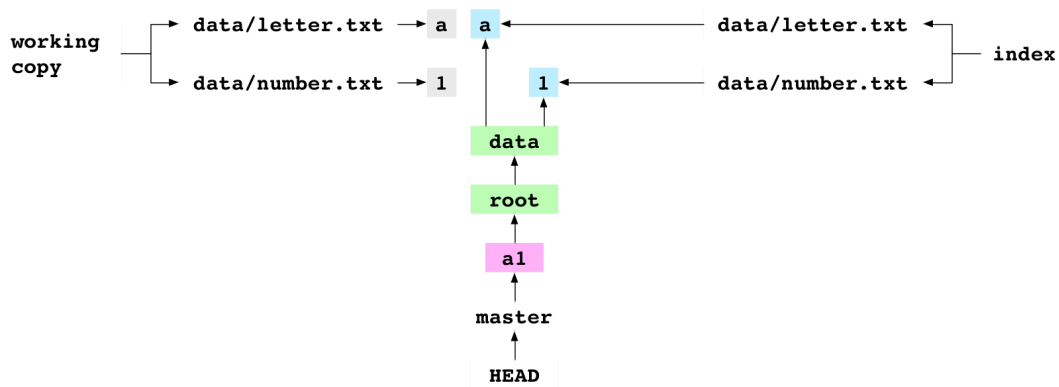 data/letter.txt a a data/letter.txt
working
copy
index
data/number.txt 1 1 data/number.txt
data
root
a1
master
HEAD